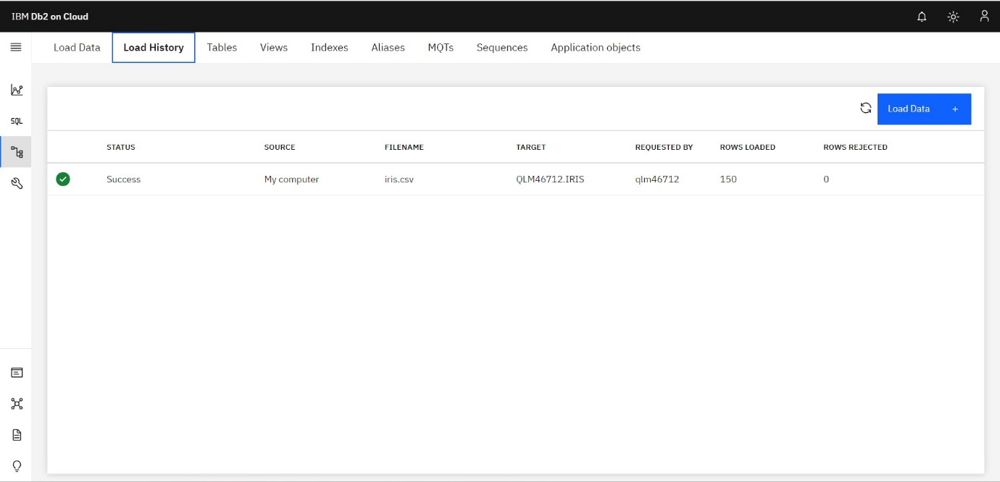 IBM Db2 on Cloud
Load Data Load History Tables Views Indexes Aliases MQTs Sequences Application objects
SQL
Load Data +
STATUS SOURCE FILENAME TARGET REQUESTED BY ROWS LOADED ROWS REJECTED
Success My computer iris.csv QLM46712.IRIS qlm46712 150 0